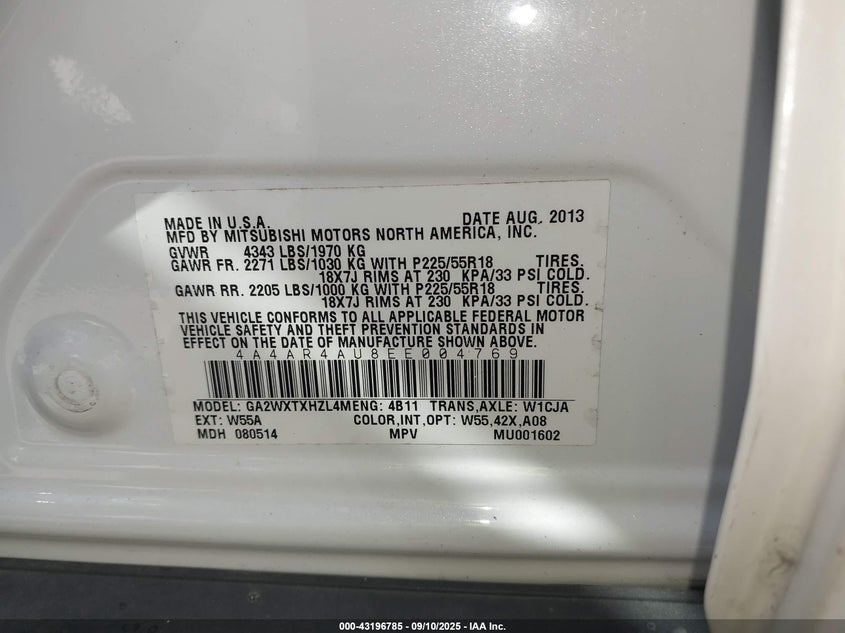 MADE IN U.S.A. DATE AUG. 2013
MFD BY MITSUBISHI MOTORS NORTH AMERICA, INC.
GVWR 4343 LBS/1970 KG
GAWR FR. 2271 LBS/1030 KG WITH P225/55R18 TIRES.
18X7J RIMS AT 230 KPA/33 PSI COLD.
GAWR RR. 2205 LBS/1000 KG WITH P225/55R18 TIRES.
18X7J RIMS AT 230 KPA/33 PSI COLD.
THIS VEHICLE CONFORMS TO ALL APPLICABLE FEDERAL MOTOR
VEHICLE SAFETY AND THEFT PREVENTION STANDARDS IN
EFFECT ON THE DATE OF MANUFACTURE SHOWN ABOVE.
4A4AR4AU8EE004769
MODEL: GA2WXTXHZL4MENG: 4B11 TRANS,AXLE: W1CJA
EXT: W55A COLOR,INT,OPT: W55,42X,A08
MDH 080514 MPV MU001602
000-43196785 - 09/10/2025 - IAA Inc.